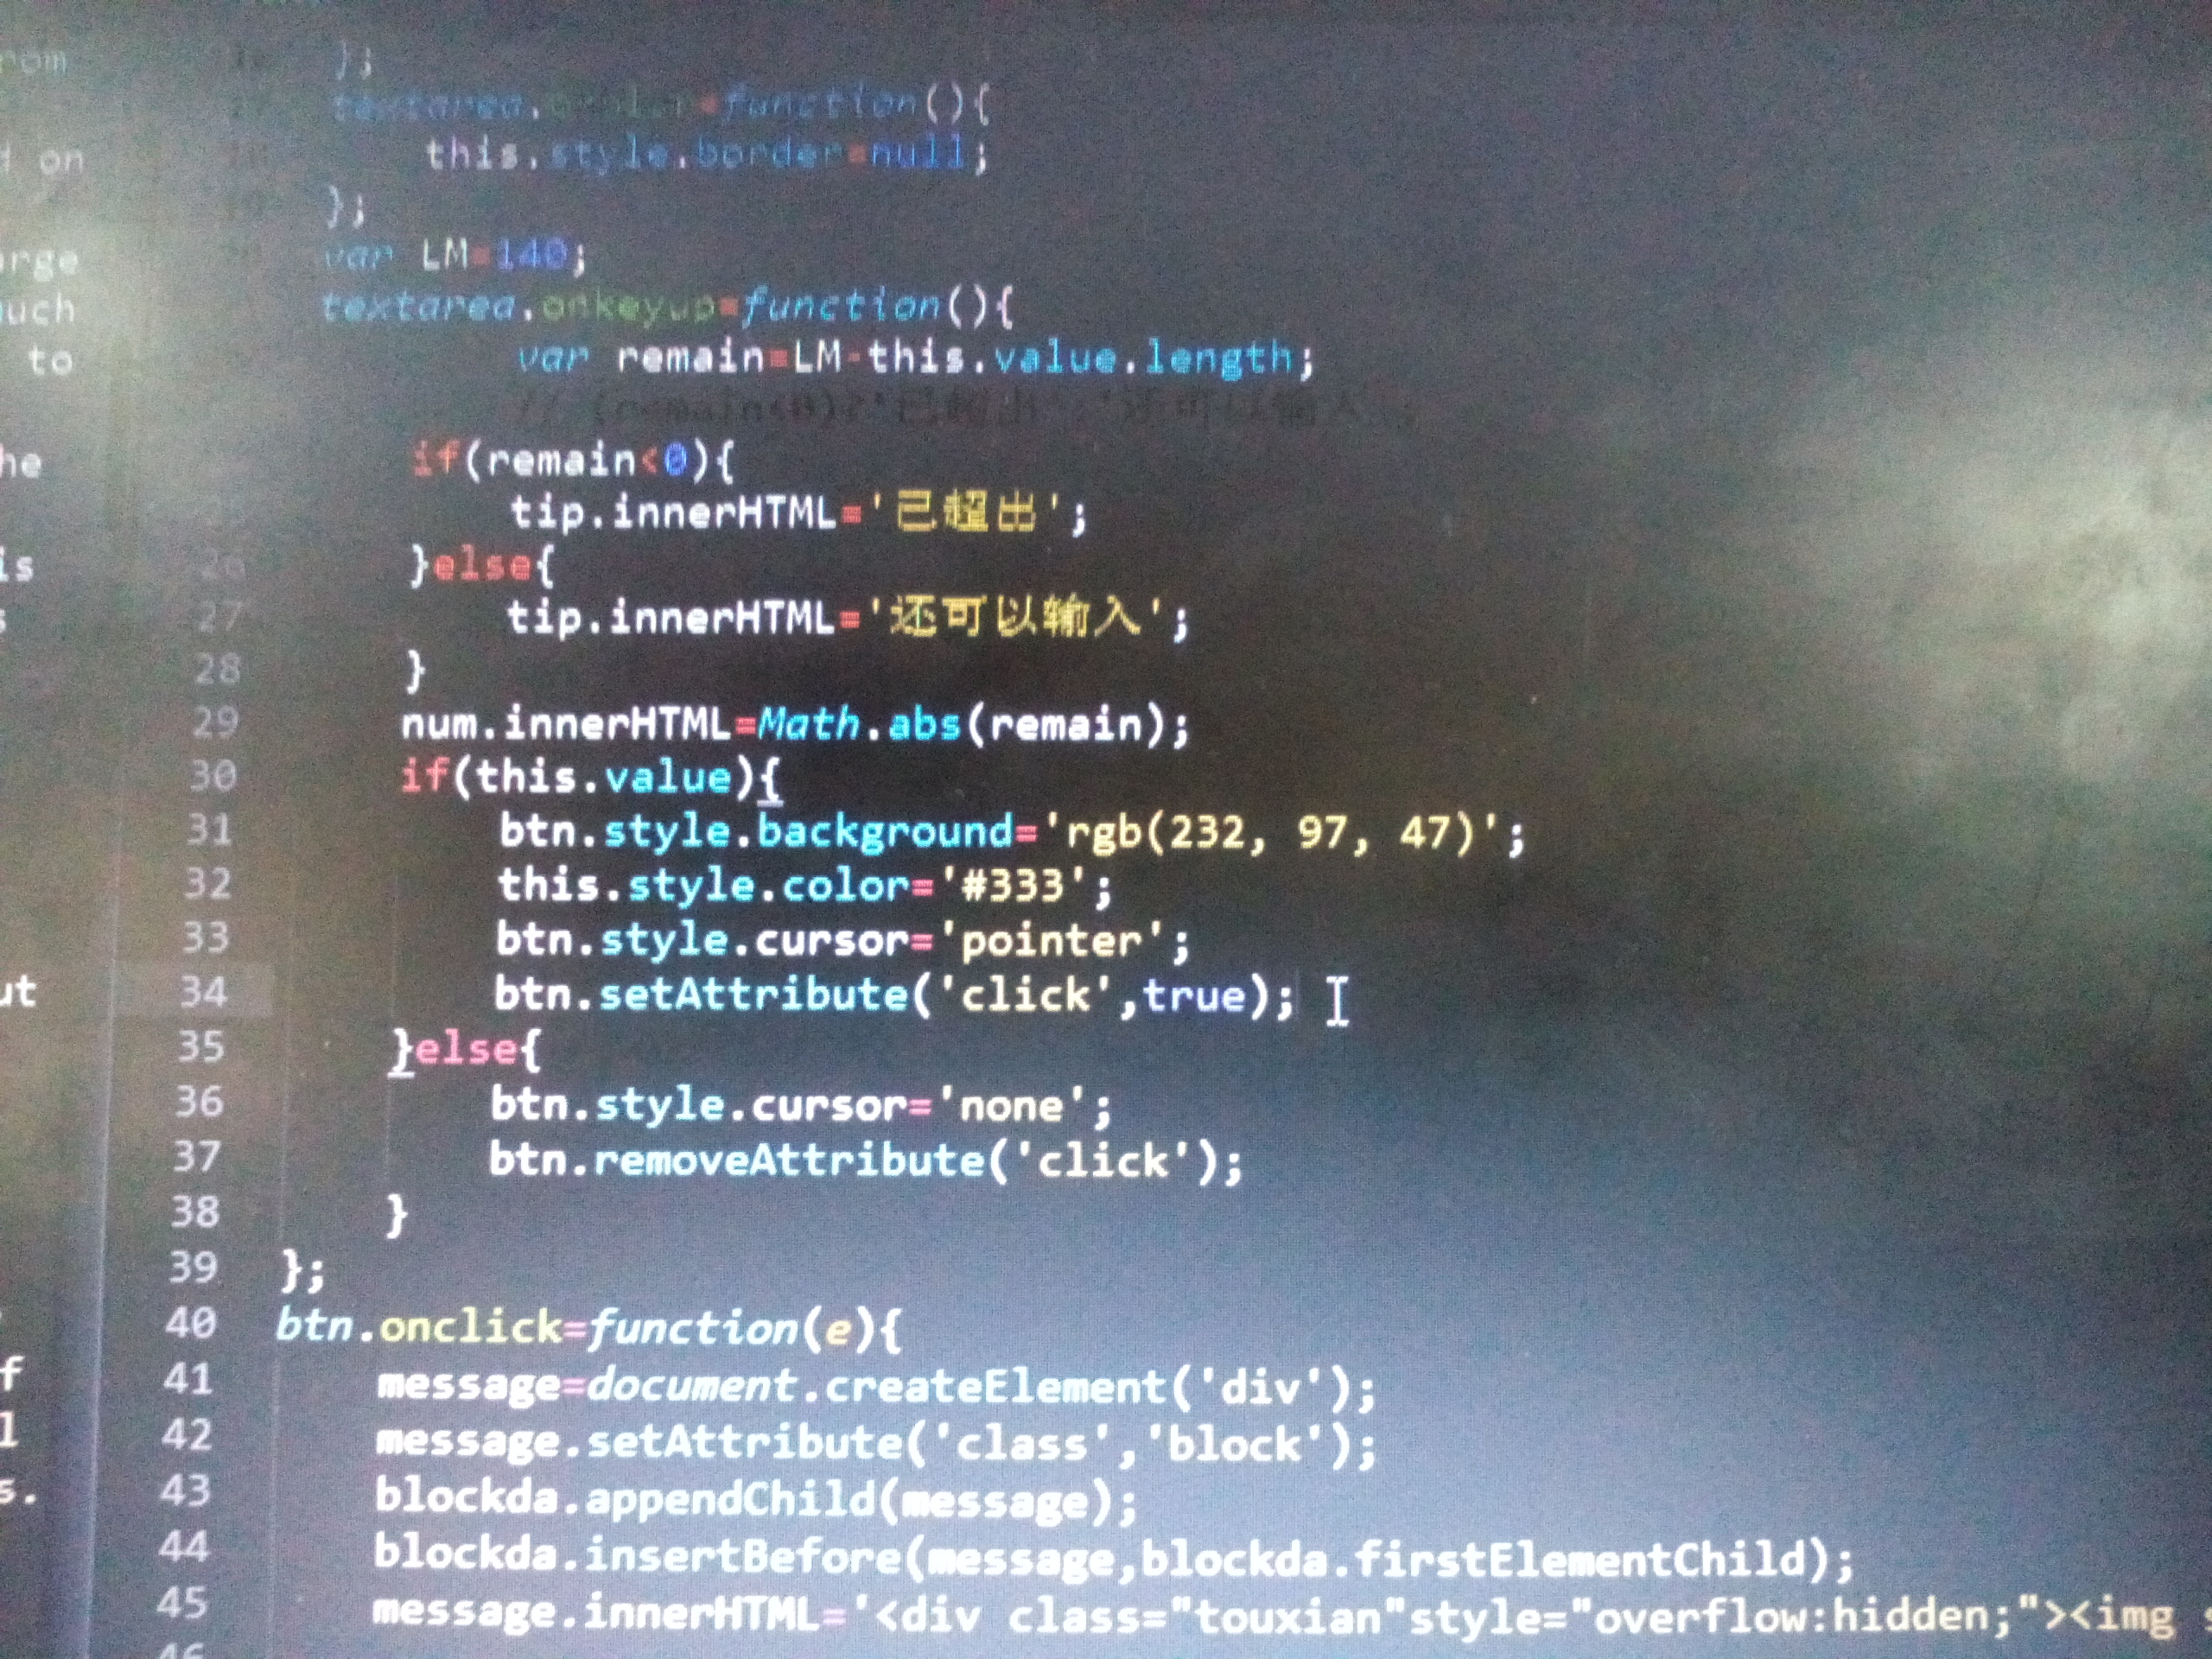 rom
};
textarea.onblur=function(){
this.style.border=null;
d on
};
var LM=140;
arge
textarea.onkeyup=function(){
uch
var remain=LM-this.value.length;
to
// (remain<0)?'已超出':'还可以输入';
if(remain<0){
he
tip.innerHTML='已超出';
26 }else{
is
27 tip.innerHTML='还可以输入';
s
28 }
29 num.innerHTML=Math.abs(remain);
30 if(this.value){
31 btn.style.background='rgb(232, 97, 47)';
32 this.style.color='#333';
33 btn.style.cursor='pointer';
34 btn.setAttribute('click',true);
ut
35 }else{
36 btn.style.cursor='none';
37 btn.removeAttribute('click');
38 }
39 };
40 btn.onclick=function(e){
41 message=document.createElement('div');
f
42 message.setAttribute('class','block');
l
43 blockda.appendChild(message);
s.
44 blockda.insertBefore(message,blockda.firstElementChild);
45 message.innerHTML='<div class="touxian"style="overflow:hidden;"><img
46